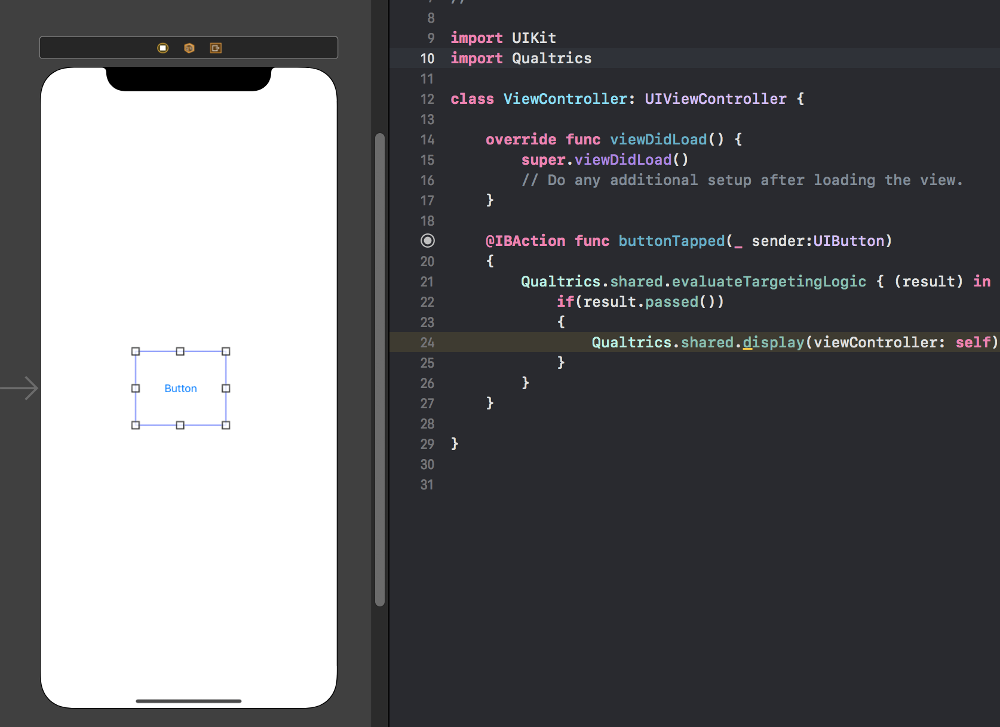 Button
//
8
9 import UIKit
10 import Qualtrics
11
12 class ViewController: UIViewController {
13
14 override func viewDidLoad() {
15 super.viewDidLoad()
16 // Do any additional setup after loading the view.
17 }
18
@IBAction func buttonTapped(_ sender:UIButton)
20 {
21 Qualtrics.shared.evaluateTargetingLogic { (result) in
22 if(result.passed())
23 {
24 Qualtrics.shared.display(viewController: self)
25 }
26 }
27 }
28
29 }
30
31